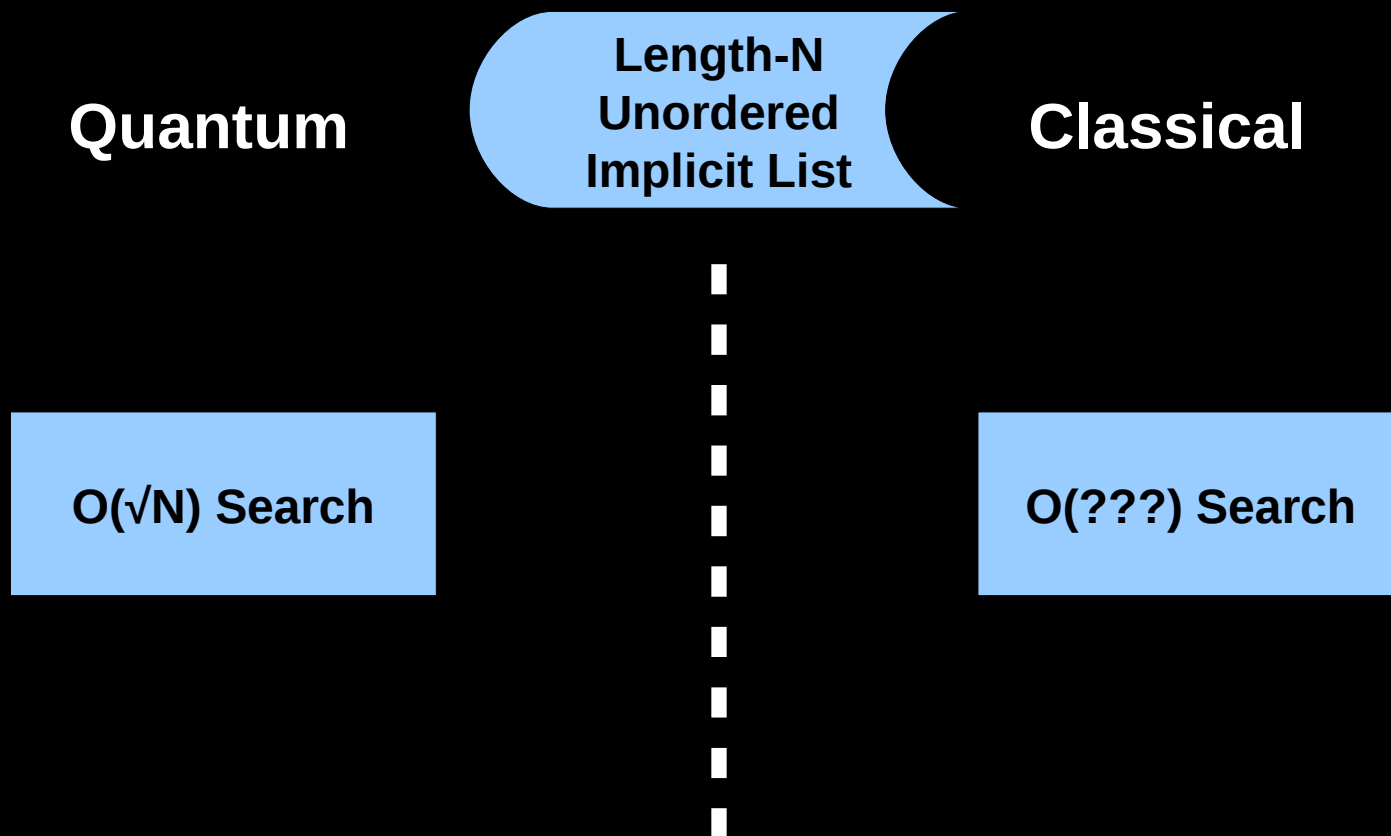 Length-N
Unordered
Implicit List
Quantum
Classical
O(√N) Search
O(???) Search